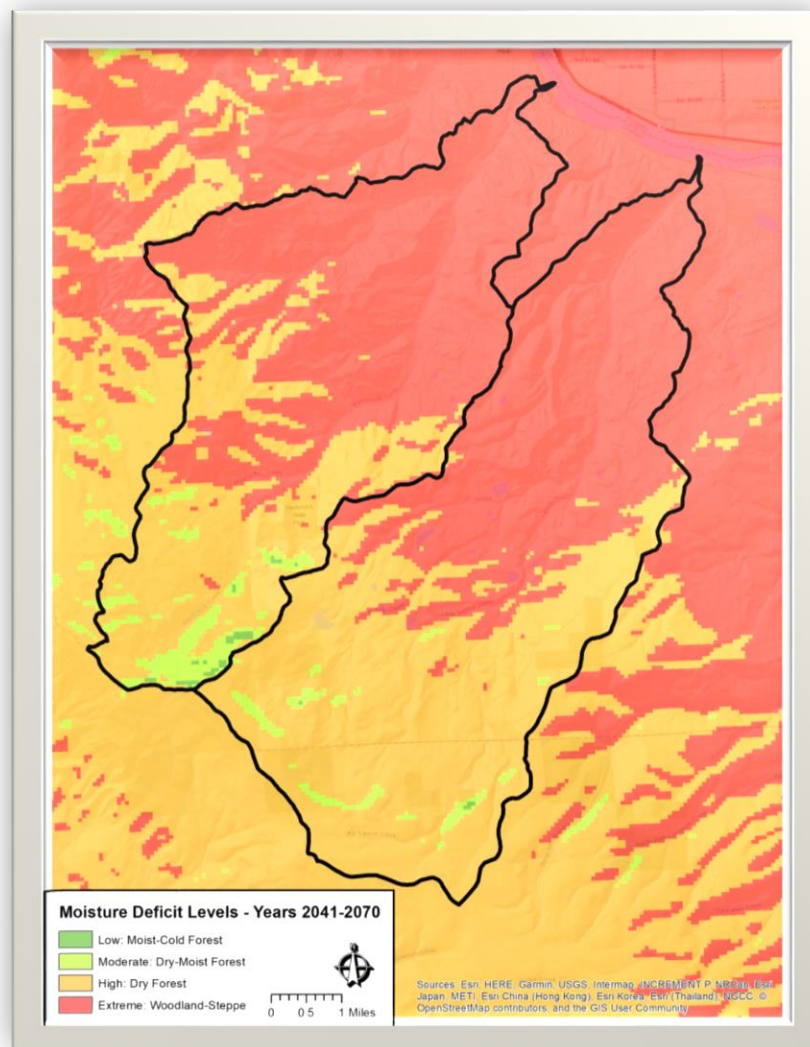 Moisture Deficit Levels - Years 2041-2070
Low: Moist-Cold Forest
Moderate: Dry-Moist Forest
High: Dry Forest
Extreme: Woodland-Steppe
0 0.5 1 Miles
Sources: Esri, HERE, Garmin, USGS, Intermap, INCREMENT P, NRCan, Esri
Japan, METI, Esri China (Hong Kong), Esri Korea, Esri (Thailand), NGCC, ©
OpenStreetMap contributors, and the GIS User Community